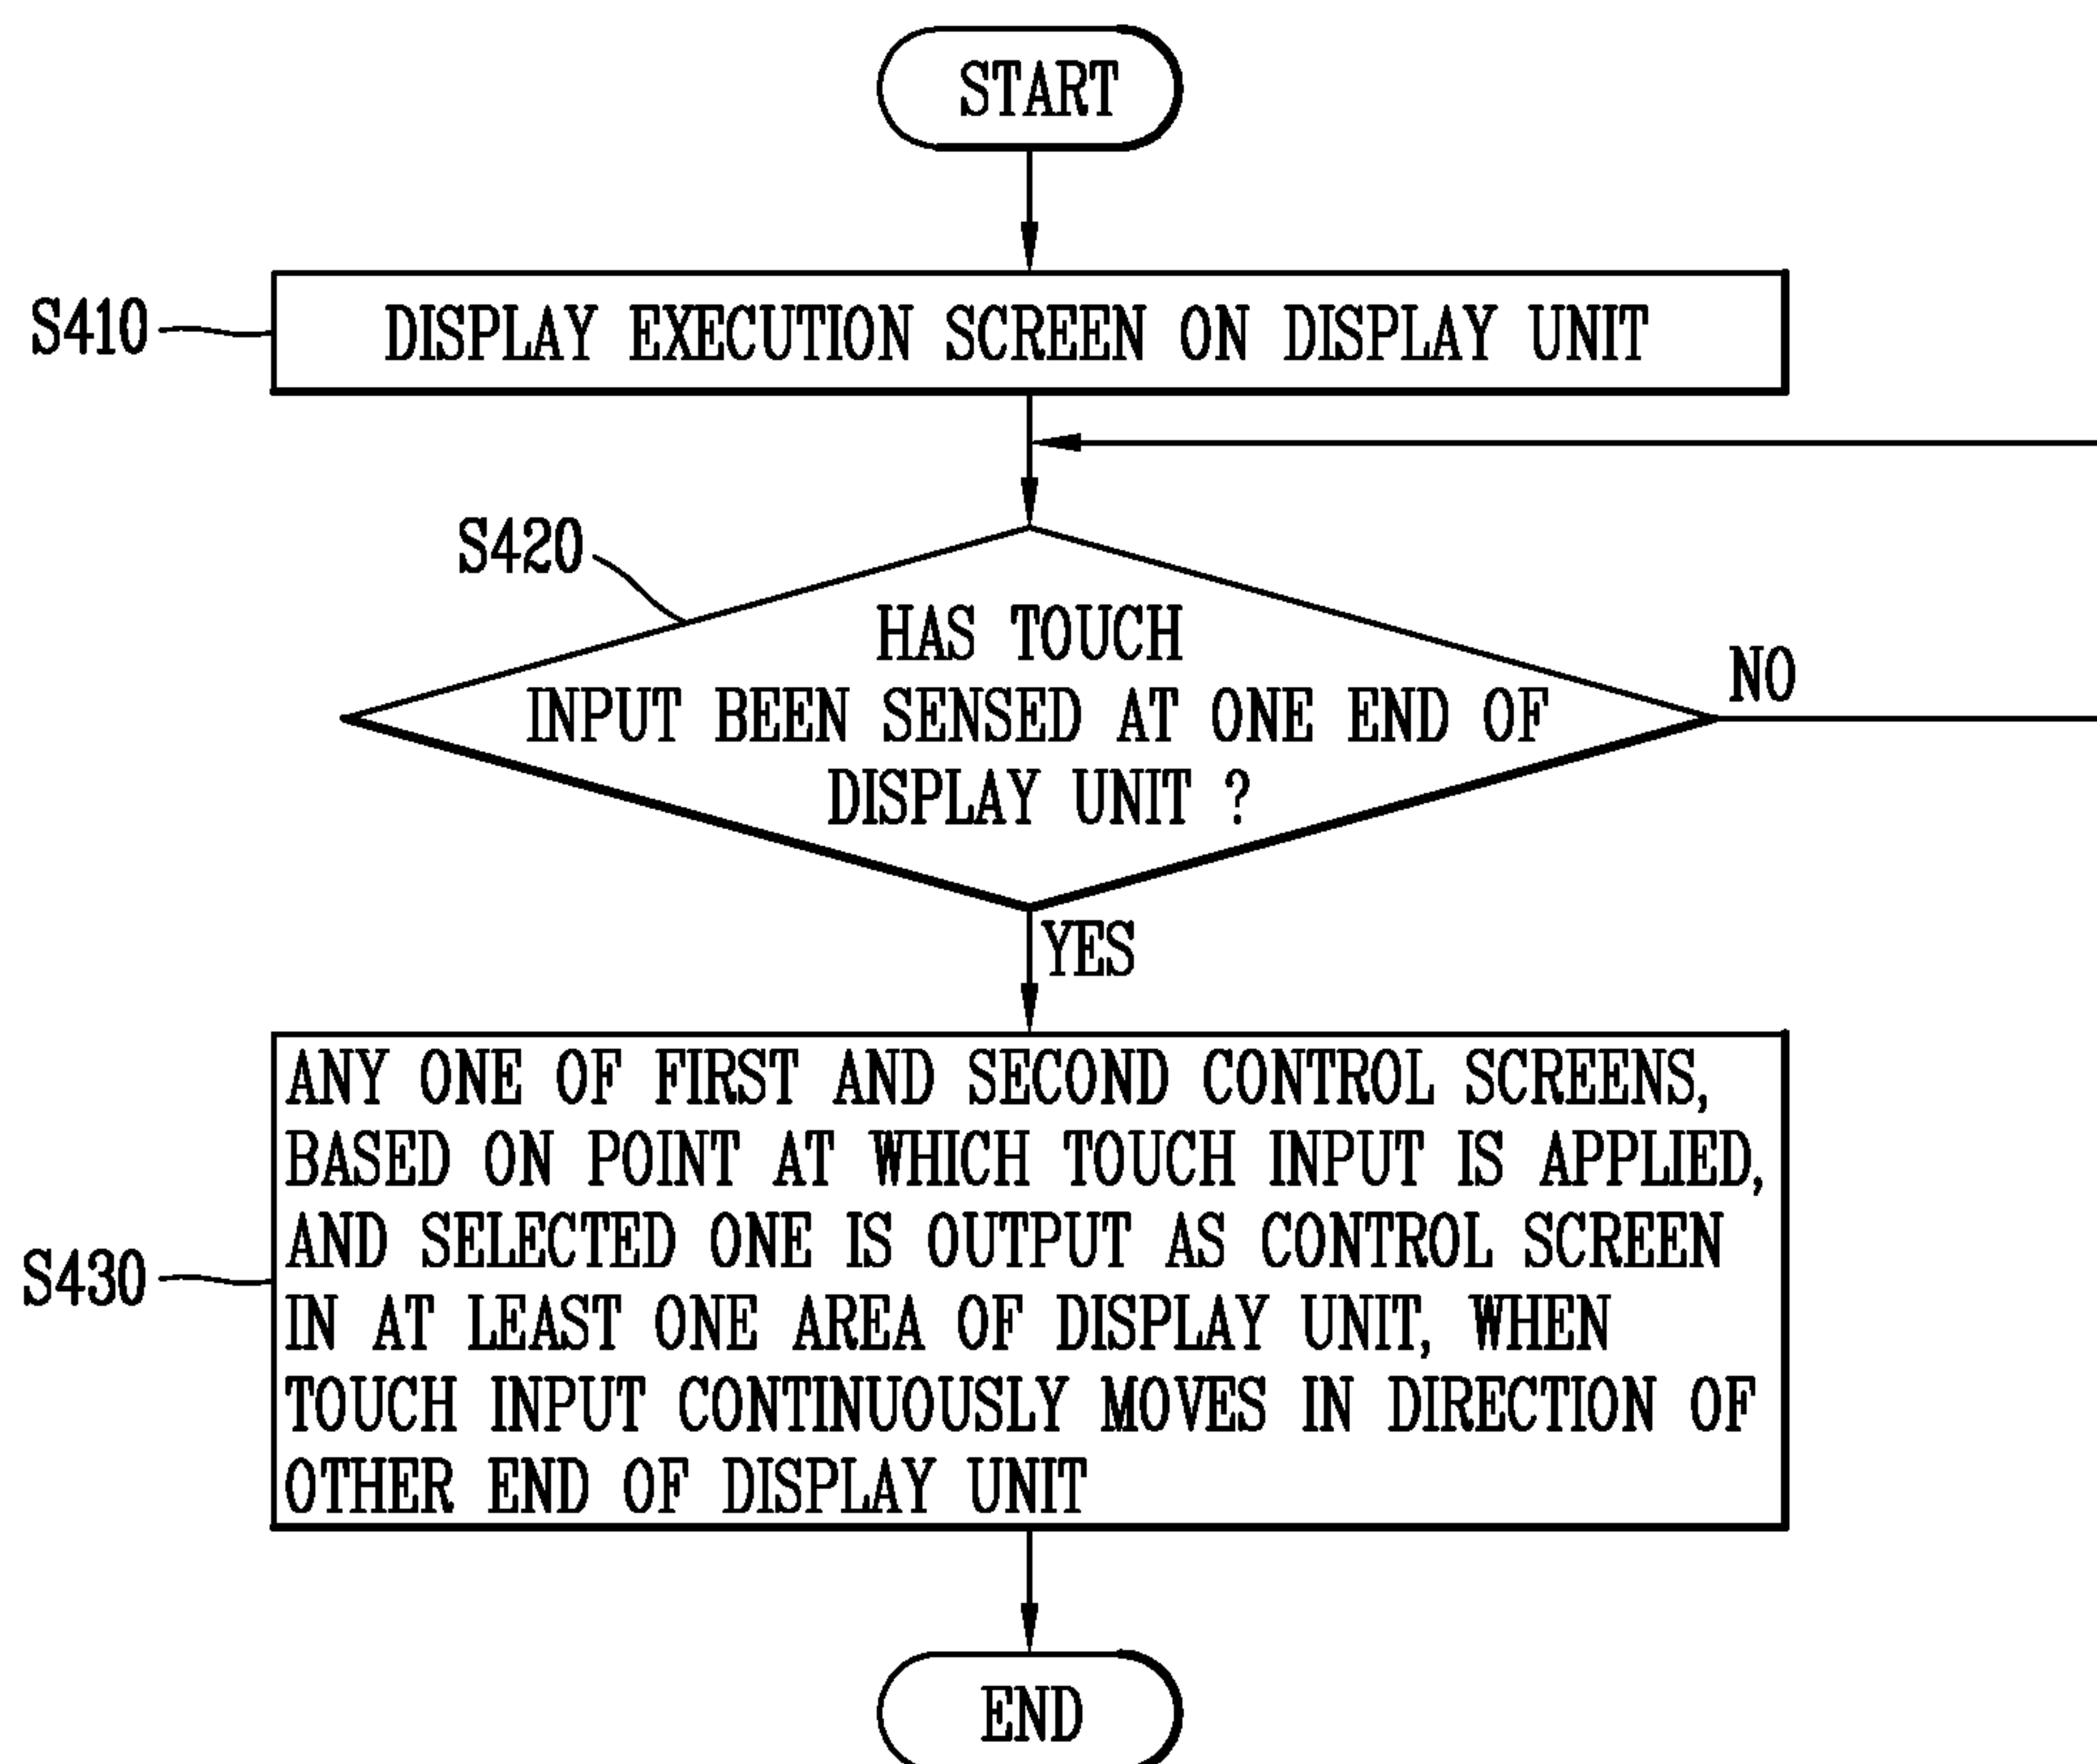 START
S410
DISPLAY EXECUTION SCREEN ON DISPLAY UNIT
S420
HAS TOUCH
INPUT BEEN SENSED AT ONE END OF
DISPLAY UNIT ?
NO
YES
S430
ANY ONE OF FIRST AND SECOND CONTROL SCREENS,
BASED ON POINT AT WHICH TOUCH INPUT IS APPLIED,
AND SELECTED ONE IS OUTPUT AS CONTROL SCREEN
IN AT LEAST ONE AREA OF DISPLAY UNIT, WHEN
TOUCH INPUT CONTINUOUSLY MOVES IN DIRECTION OF
OTHER END OF DISPLAY UNIT
END